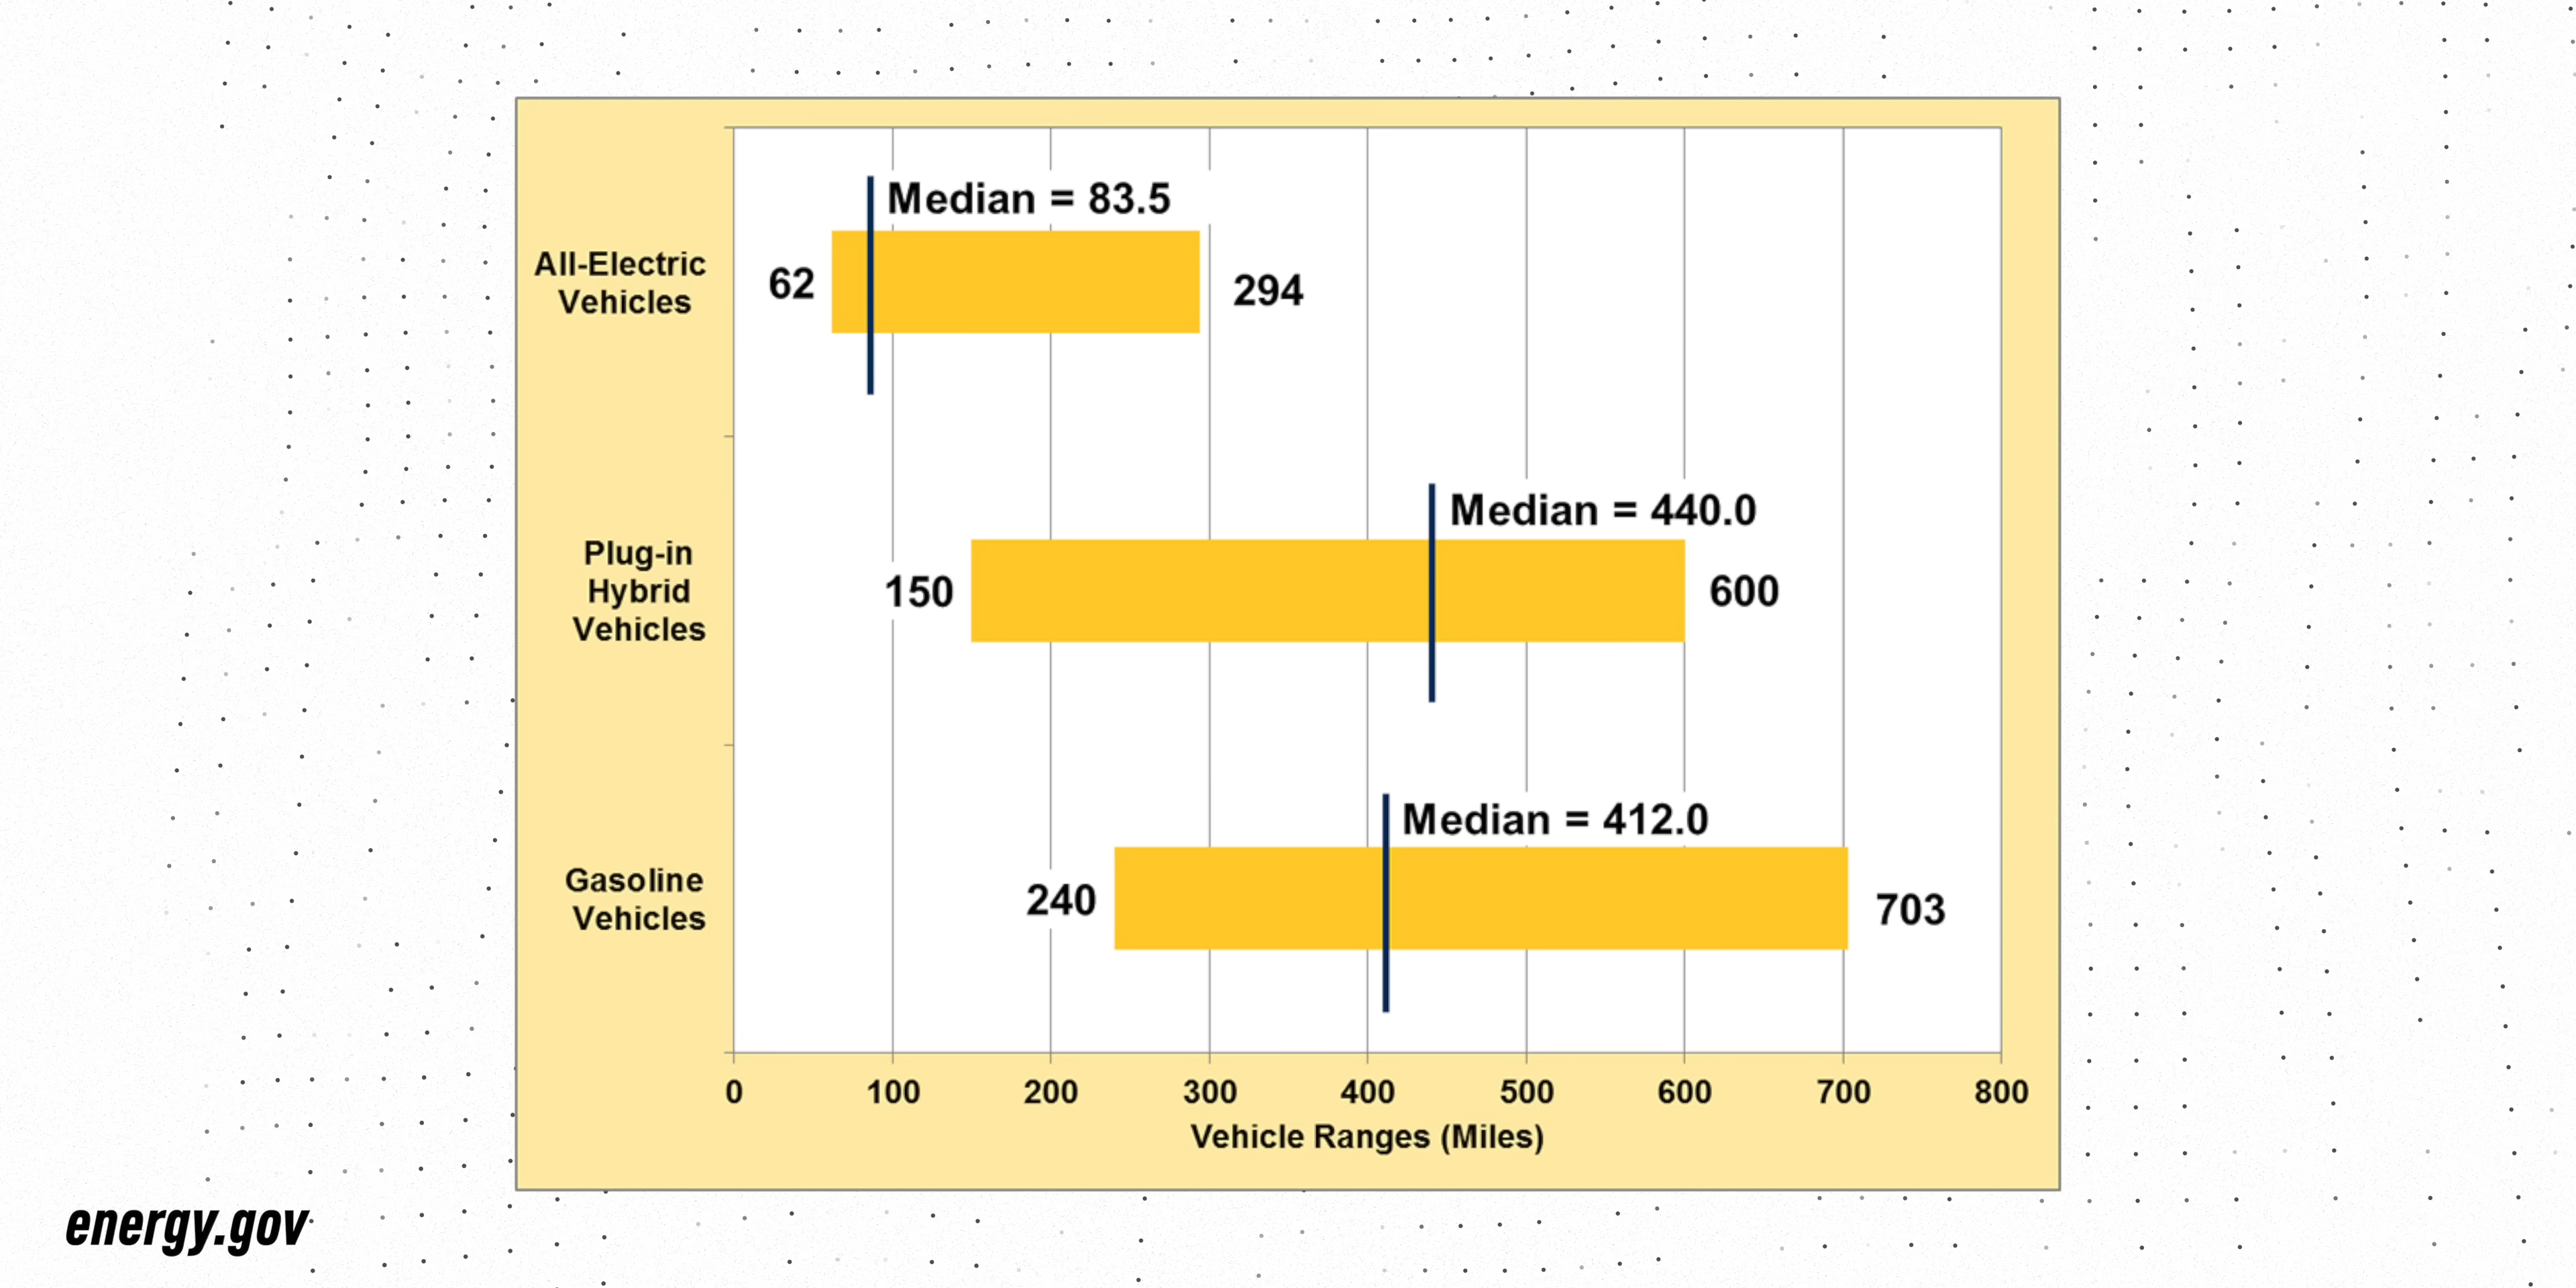 Median = 83.5
All-Electric
Vehicles
62
294
Median = 440.0
Plug-in
Hybrid
Vehicles
150
600
Median = 412.0
Gasoline
Vehicles
240
703
0 100 200 300 400 500 600 700 800
Vehicle Ranges (Miles)
energy.gov